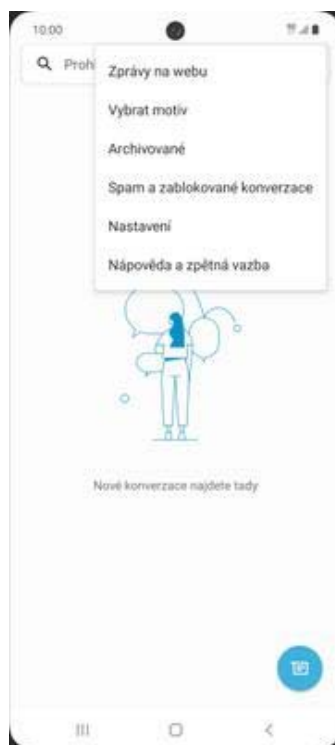 10:00
Zprávy na webu
Vybrat motiv
Archivované
Spam a zablokované konverzace
Nastavení
Nápověda a zpětná vazba
Nové konverzace najdete tady